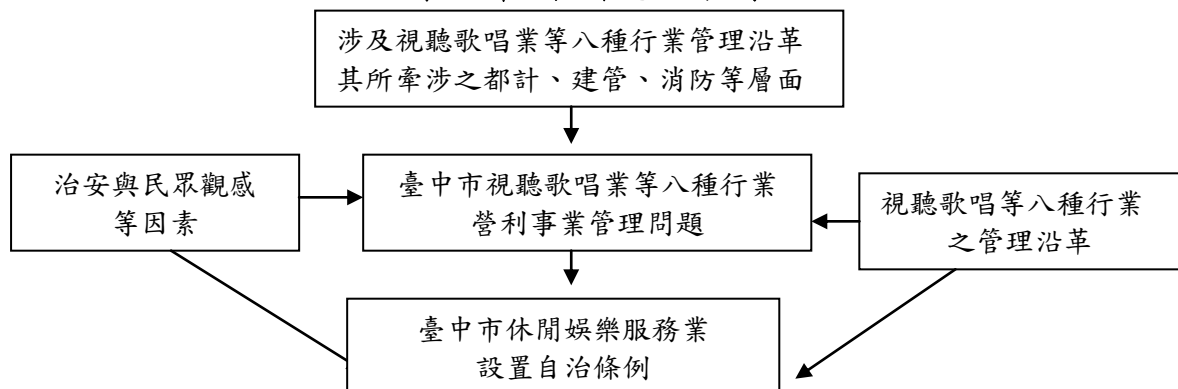 涉及視聽歌唱業等八種行業管理沿革
其所牽涉之都計、建管、消防等層面
治安與民眾觀感
等因素
臺中市視聽歌唱業等八種行業
營利事業管理問題
視聽歌唱等八種行業
之管理沿革
臺中市休閒娛樂服務業
設置自治條例